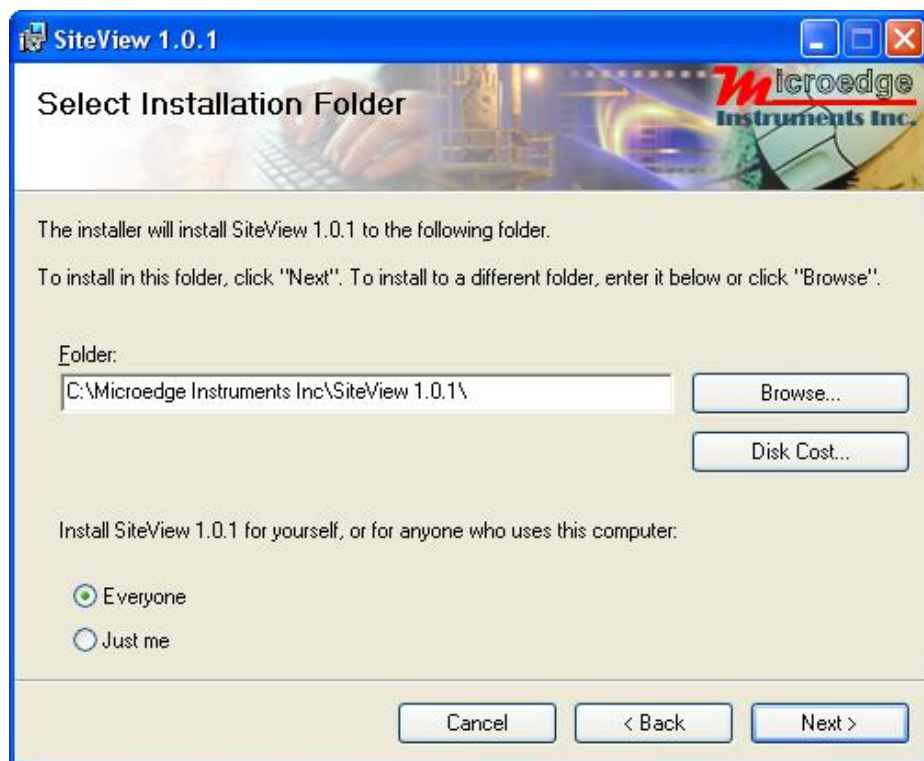 SiteView 1.0.1
Select Installation Folder
Microedge
Instruments Inc.
The installer will install SiteView 1.0.1 to the following folder.
To install in this folder, click "Next". To install to a different folder, enter it below or click "Browse".
Folder:
C:\Microedge Instruments Inc\SiteView 1.0.1\
Browse...
Disk Cost...
Install SiteView 1.0.1 for yourself, or for anyone who uses this computer:
Everyone
Just me
Cancel
< Back
Next >